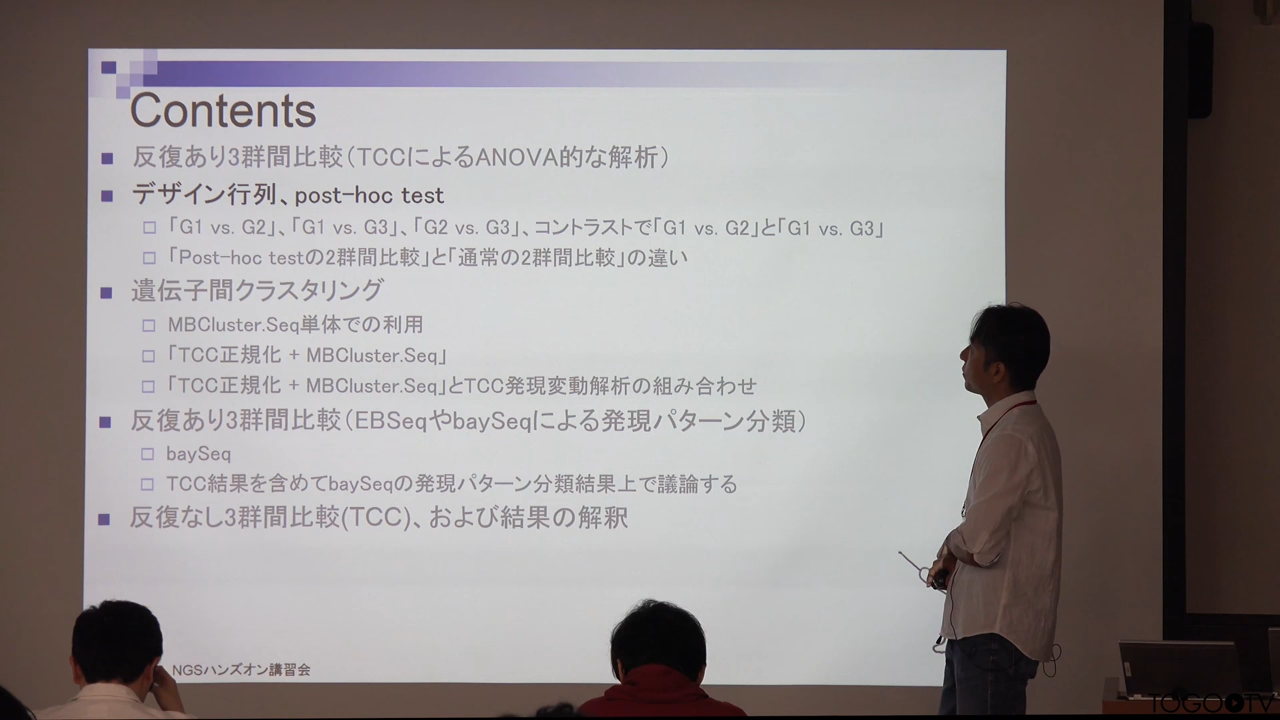 Contents
反復あり3群間比較（TCCによるANOVA的な解析）
デザイン行列、post-hoc test
「G1 vs. G2」、「G1 vs. G3」、「G2 vs. G3」、コントラストで「G1 vs. G2」と「G1 vs. G3」
「Post-hoc testの2群間比較」と「通常の2群間比較」の違い
遺伝子間クラスタリング
MBCluster.Seq単体での利用
「TCC正規化 + MBCluster.Seq」
「TCC正規化 + MBCluster.Seq」とTCC発現変動解析の組み合わせ
反復あり3群間比較（EBSeqやbaySeqによる発現パターン分類）
baySeq
TCC結果を含めてbaySeqの発現パターン分類結果上で議論する
反復なし3群間比較(TCC)、および結果の解釈
NGSハンズオン講習会
TOGOTV